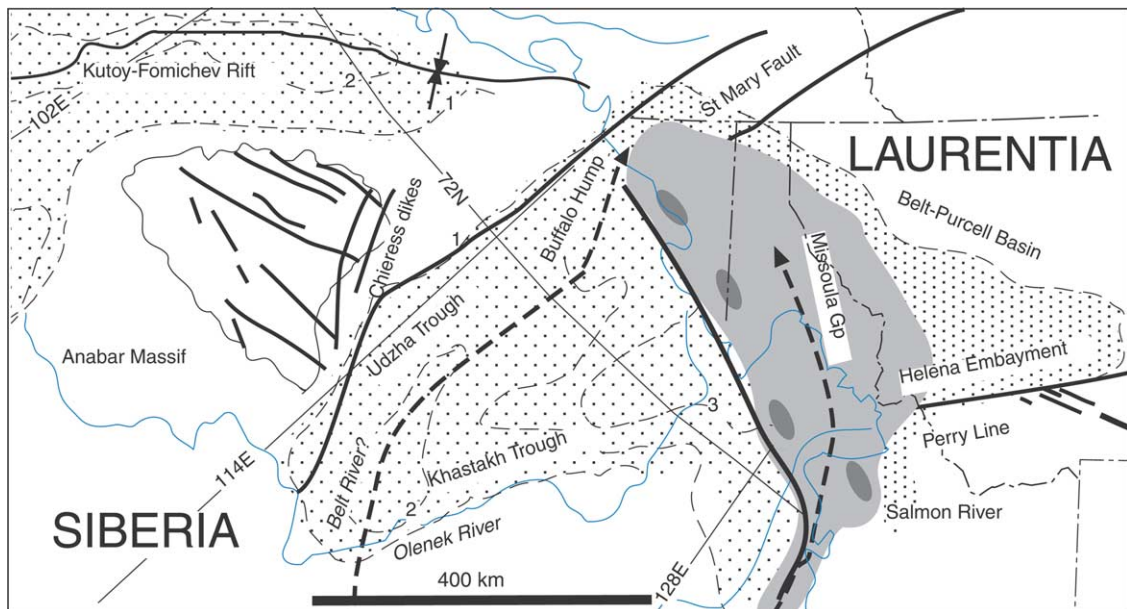 Kutoy-Fomichev Rift
102E
2
1
St Mary Fault
LAURENTIA
Belt-Purcell Basin
72N
Buffalo Hump
Chieress dikes
1
Missoula Gp
Anabar Massif
Udzha Trough
Helena Embayment
3
Perry Line
114E
Belt River?
Khastakh Trough
2
Olenek River
Salmon River
SIBERIA
128E
400 km